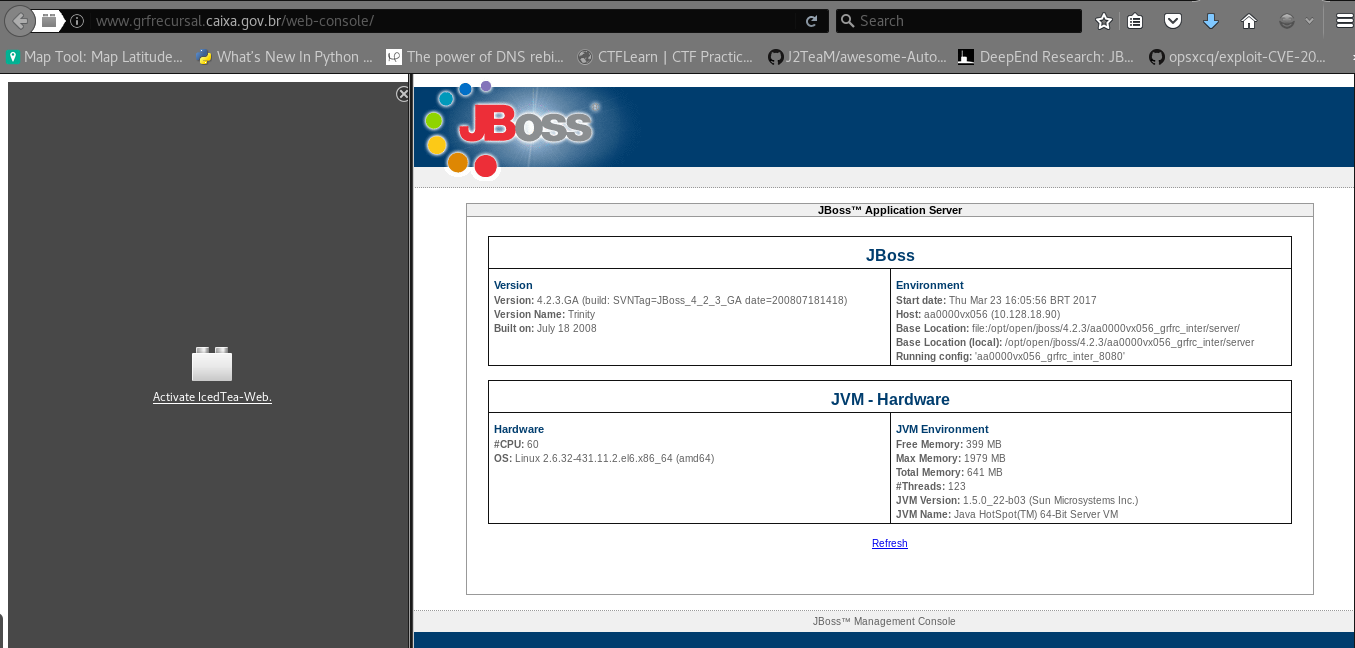 www.grfrecursal.caixa.gov.br/web-console/
Search
Map Tool: Map Latitude...
What's New In Python ...
The power of DNS rebi...
CTFLearn | CTF Practic...
J2TeaM/awesome-Auto...
DeepEnd Research: JB...
opsxcq/exploit-CVE-20...
Activate IcedTea-Web.
JBoss®
JBoss™ Application Server
JBoss
Version
Version: 4.2.3.GA (build: SVNTag=JBoss_4_2_3_GA date=200807181418)
Version Name: Trinity
Built on: July 18 2008
Environment
Start date: Thu Mar 23 16:05:56 BRT 2017
Host: aa0000vx056 (10.128.18.90)
Base Location: file:/opt/open/jboss/4.2.3/aa0000vx056_grfrc_inter/server/
Base Location (local): /opt/open/jboss/4.2.3/aa0000vx056_grfrc_inter/server
Running config: 'aa0000vx056_grfrc_inter_8080'
JVM - Hardware
Hardware
#CPU: 60
OS: Linux 2.6.32-431.11.2.el6.x86_64 (amd64)
JVM Environment
Free Memory: 399 MB
Max Memory: 1979 MB
Total Memory: 641 MB
#Threads: 123
JVM Version: 1.5.0_22-b03 (Sun Microsystems Inc.)
JVM Name: Java HotSpot(TM) 64-Bit Server VM
Refresh
JBoss™ Management Console